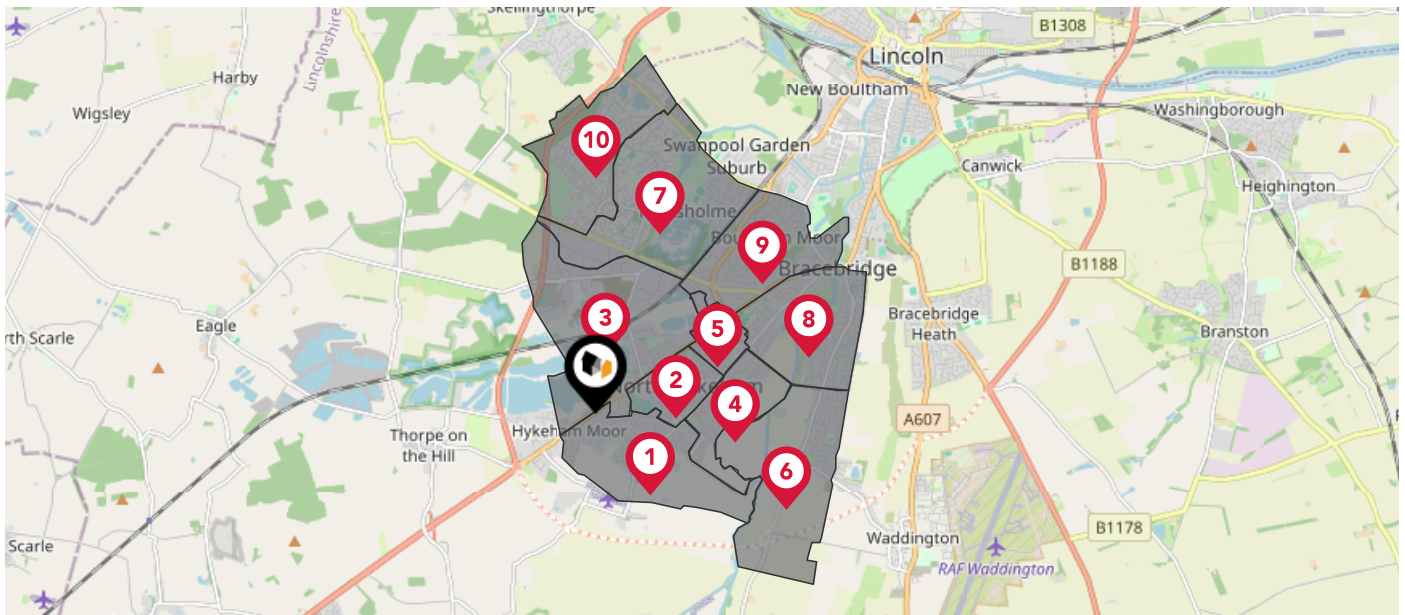 Skellingthorpe
B1308
Lincoln
Lincolnshire
Harby
New Boultham
Wigsley
Washingborough
10
Swanpool Garden
Suburb
Canwick
Heighington
7
9
Bracebridge
B1188
3
Eagle
5
8
Bracebridge
Heath
Branston
rth Scarle
2
4
A607
Hykeham Moor
Thorpe on
the Hill
1
6
B1178
Scarle
Waddington
RAF Waddington